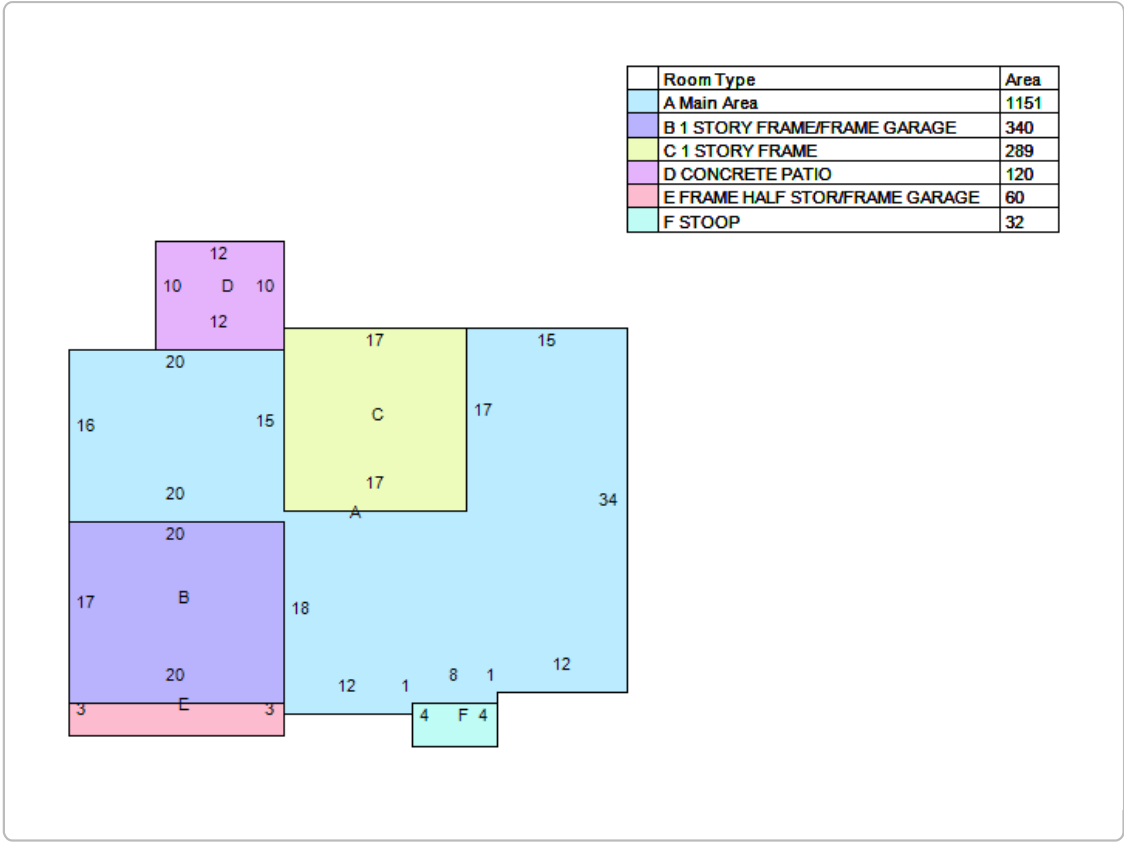 Room Type Area
A Main Area 1151
B 1 STORY FRAME/FRAME GARAGE 340
C 1 STORY FRAME 289
D CONCRETE PATIO 120
E FRAME HALF STOR/FRAME GARAGE 60
F STOOP 32
12
10 D 10
12
17 15
20
17
C
15
16
17
20
34
A
20
17 B
18
12
20 8 1
12 1
E
3 3
4 F 4